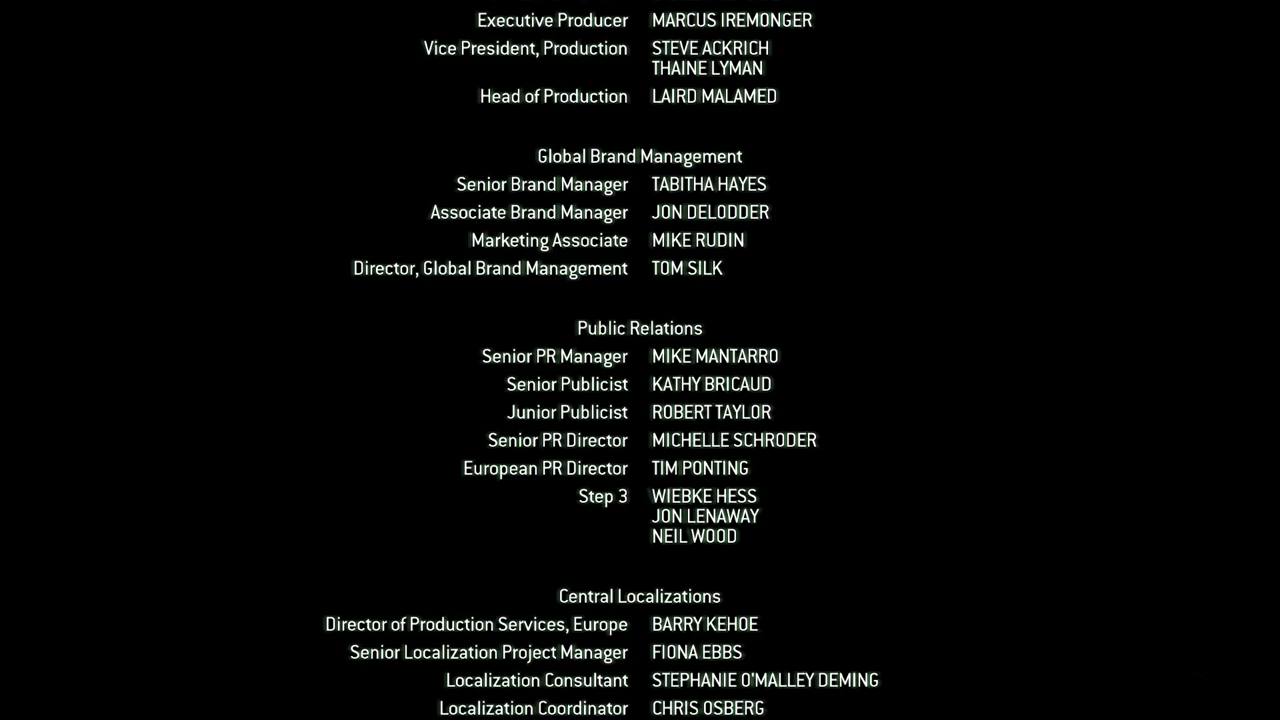 Executive Producer MARCUS IREMONGER
Vice President, Production STEVE ACKRICH
THAINE LYMAN
Head of Production LAIRD MALAMED
Global Brand Management
Senior Brand Manager TABITHA HAYES
Associate Brand Manager JON DELODDER
Marketing Associate MIKE RUDIN
Director, Global Brand Management TOM SILK
Public Relations
Senior PR Manager MIKE MANTARRO
Senior Publicist KATHY BRICAUD
Junior Publicist ROBERT TAYLOR
Senior PR Director MICHELLE SCHRODER
European PR Director TIM PONTING
Step 3 WIEBKE HESS
JON LENAWAY
NEIL WOOD
Central Localizations
Director of Production Services, Europe BARRY KEHOE
Senior Localization Project Manager FIONA EBBS
Localization Consultant STEPHANIE O'MALLEY DEMING
Localization Coordinator CHRIS OSBERG